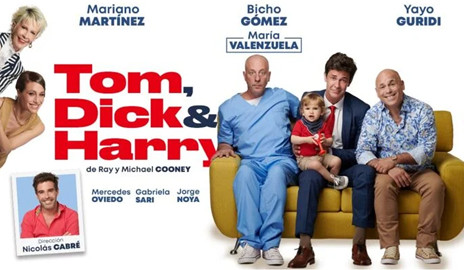 Mariano
MARTÍNEZ
Bicho
GÓMEZ
María
VALENZUELA
Yayo
GURIDI
Tom,
Dick &
Harry
de Ray y Michael COONEY
Mercedes
OVIEDO
Gabriela
SARI
Jorge
NOYA
Dirección
Nicolás CABRÉ